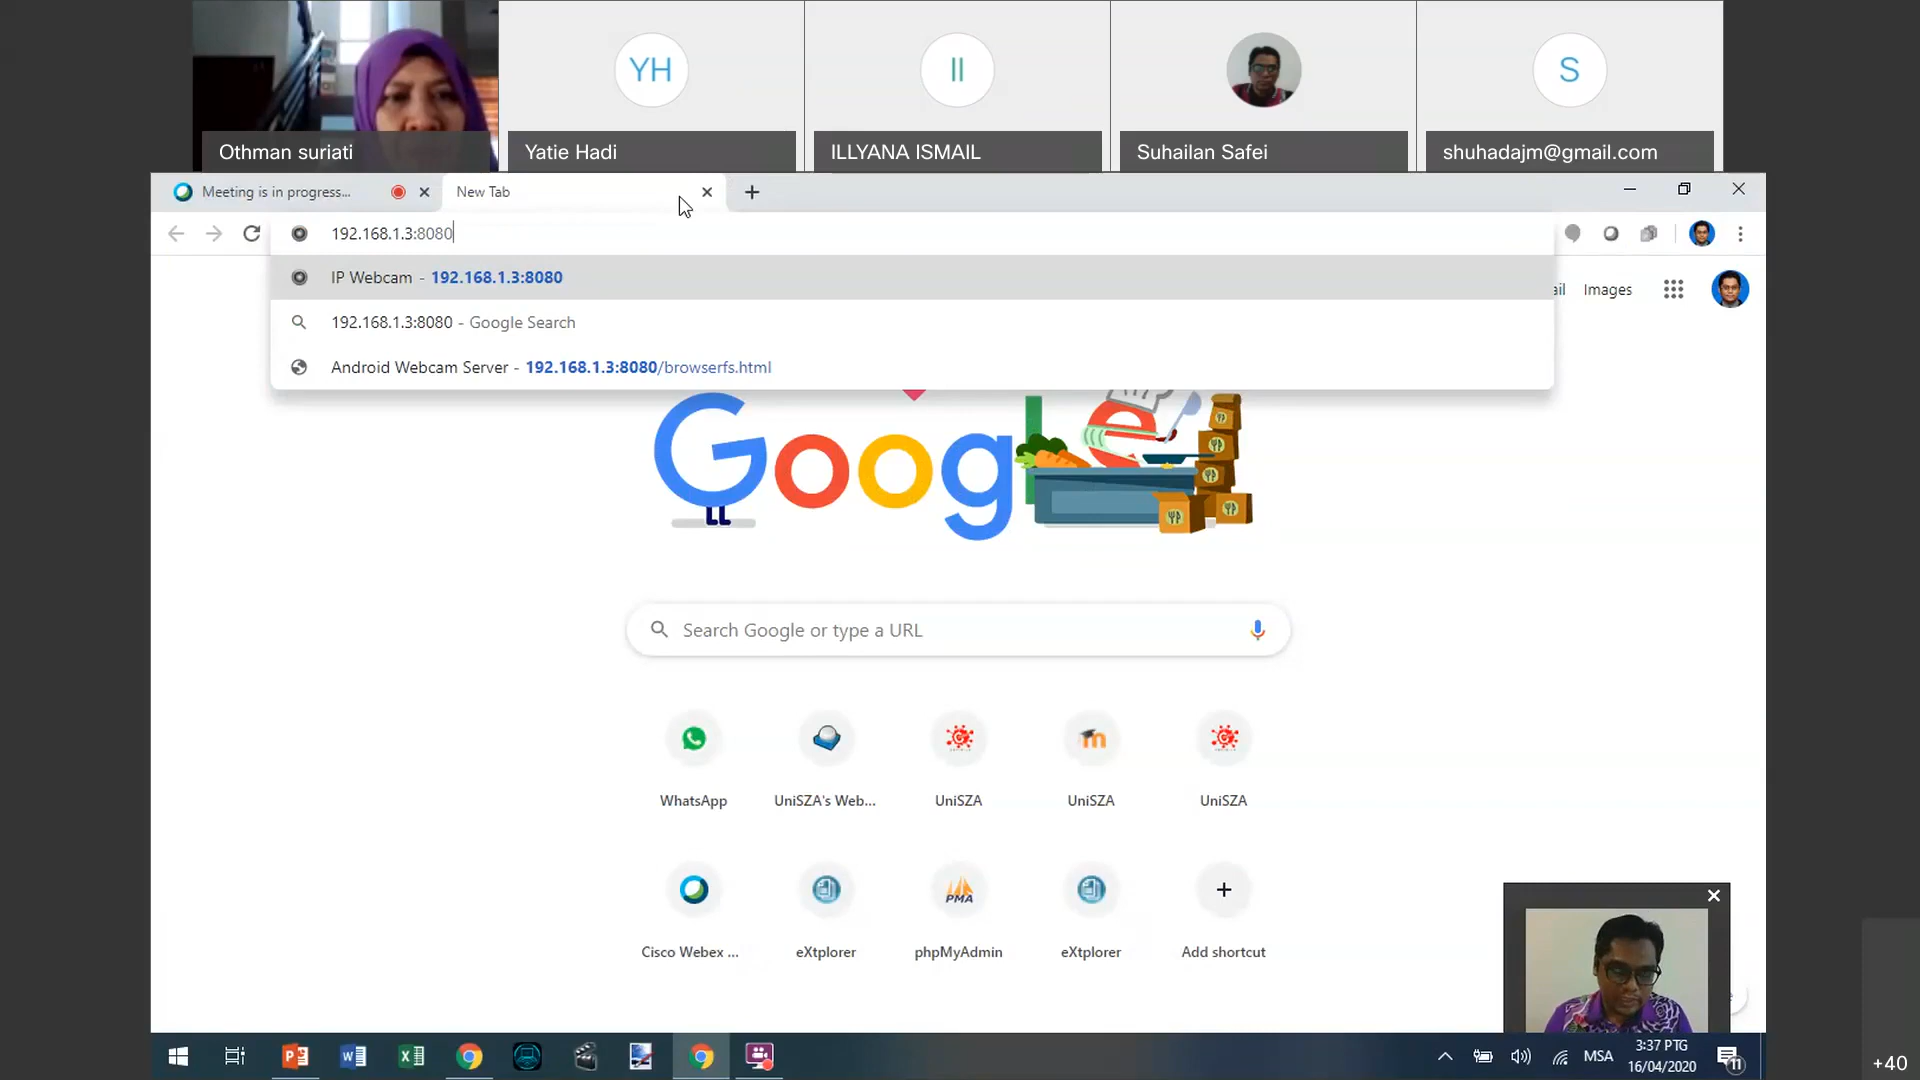 YH
II
S
Othman suriati
Yatie Hadi
ILLYANA ISMAIL
Suhailan Safei
shuhadajm@gmail.com
Meeting is in progress...
New Tab
192.168.1.3:8080
IP Webcam - 192.168.1.3:8080
192.168.1.3:8080 - Google Search
Android Webcam Server - 192.168.1.3:8080/browserfs.html
ail Images
Google
Search Google or type a URL
m
WhatsApp
UniSZA's Web...
UniSZA
UniSZA
UniSZA
PMA
Cisco Webex ...
eXtplorer
phpMyAdmin
eXtplorer
Add shortcut
MSA
3:37 PTG
16/04/2020
11
+40